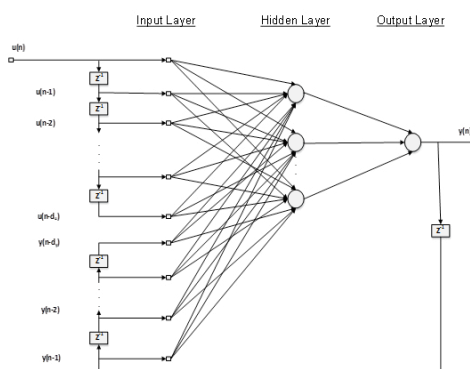 Input Layer Hidden Layer Output Layer
u(n)
z⁻¹
u(n-1)
z⁻¹
u(n-2)
z⁻¹
u(n-dᵤ)
y(n-dᵧ)
z⁻¹
y(n-2)
z⁻¹
y(n-1)
y(n)
z⁻¹